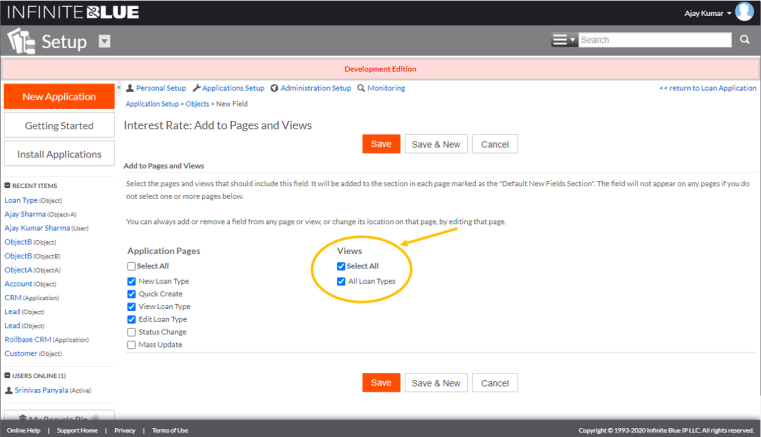 INFINITE BLUE
Ajay Kumar
Setup
Search
Development Edition
New Application
Getting Started
Install Applications
Personal Setup Applications Setup Administration Setup Monitoring
<< return to Loan Application
Application Setup > Objects > New Field
Interest Rate: Add to Pages and Views
Save Save & New Cancel
Add to Pages and Views
Select the pages and views that should include this field. It will be added to the section in each page marked as the "Default New Fields Section". The field will not appear on any pages if you do
not select one or more pages below.
You can always add or remove a field from any page or view, or change its location on that page, by editing that page.
Application Pages
Select All
New Loan Type
Quick Create
View Loan Type
Edit Loan Type
Status Change
Mass Update
Views
Select All
All Loan Types
Save Save & New Cancel
RECENT ITEMS
Loan Type (Object)
Ajay Sharma (Object-A)
Ajay Kumar Sharma (User)
ObjectB (Object)
ObjectB (ObjectB)
ObjectA (ObjectA)
Account (Object)
CRM (Application)
Lead (Object)
Lead (Object)
Rollbase CRM (Application)
Customer (Object)
USERS ONLINE (1)
Srinivas Panyala (Active)
My Recycle Bin
Online Help | Support Home | Privacy | Terms of Use
Copyright © 1993-2020 Infinite Blue IP LLC. All rights reserved.